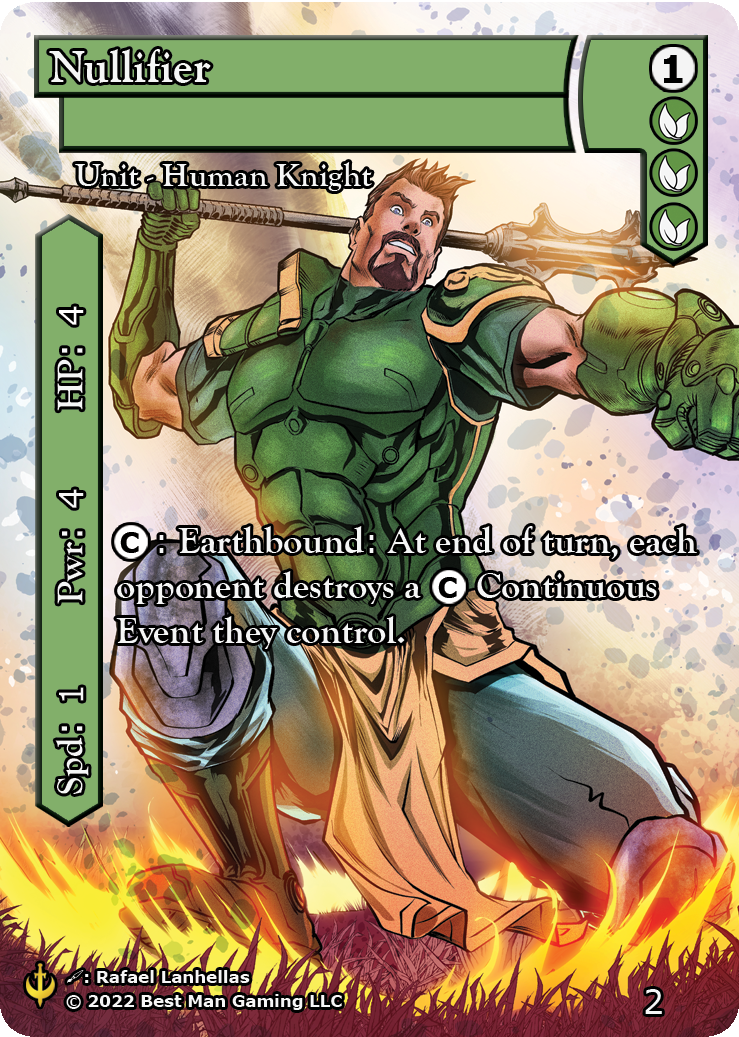 Nullifier
1
Unit - Human Knight
HP: 4
Pwr: 4
Spd: 1
©: Earthbound: At end of turn, each
opponent destroys a © Continuous
Event they control.
: Rafael Lanhellas
© 2022 Best Man Gaming LLC
2